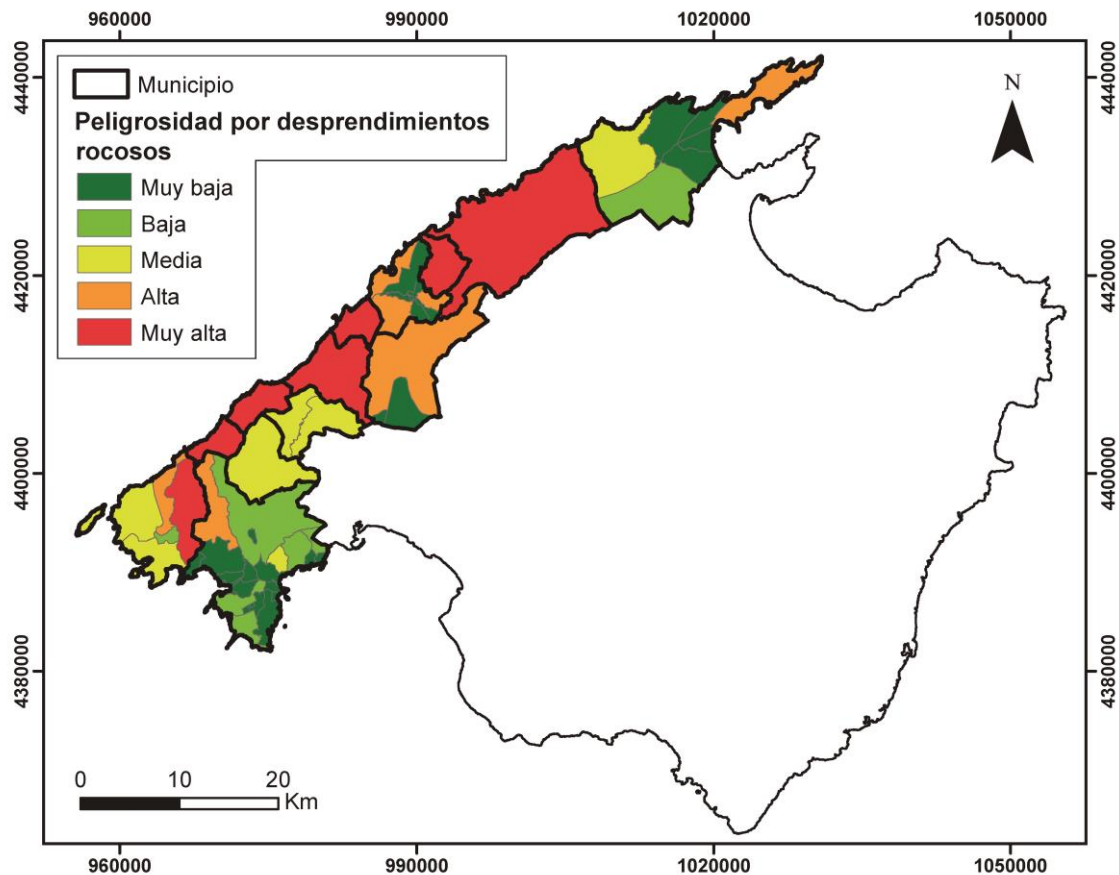 960000 990000 1020000 1050000
Municipio
Peligrosidad por desprendimientos
rocosos
Muy baja
Baja
Media
Alta
Muy alta
N
4440000 4440000
4420000 4420000
4400000 4400000
4380000 4380000
0 10 20
Km
960000 990000 1020000 1050000